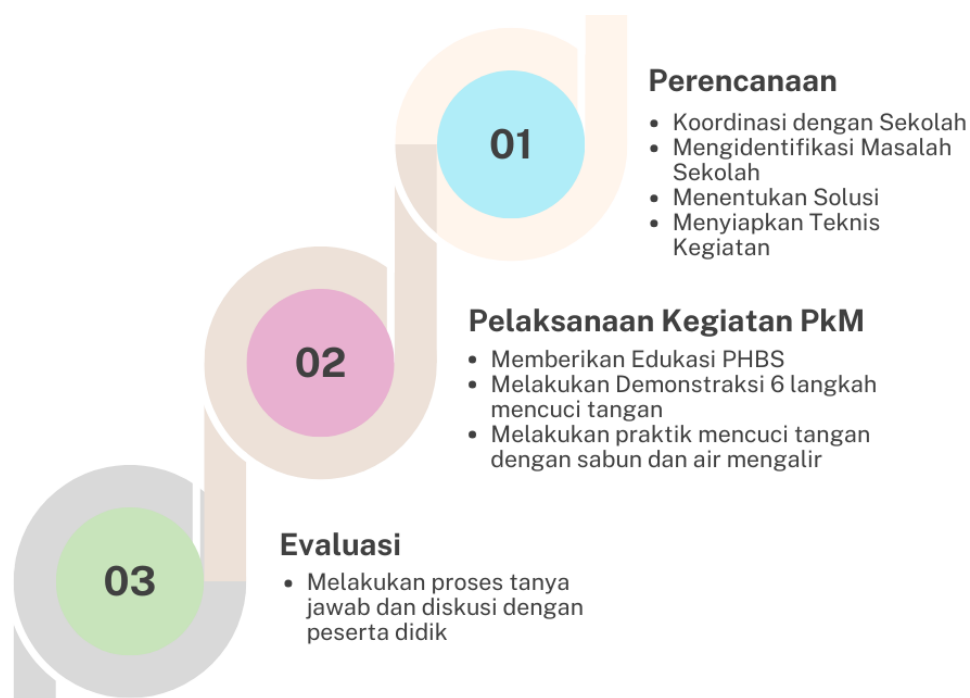 01
Perencanaan
• Koordinasi dengan Sekolah
• Mengidentifikasi Masalah
Sekolah
• Menentukan Solusi
• Menyiapkan Teknis
Kegiatan
02
Pelaksanaan Kegiatan PkM
• Memberikan Edukasi PHBS
• Melakukan Demonstraksi 6 langkah
mencuci tangan
• Melakukan praktik mencuci tangan
dengan sabun dan air mengalir
03
Evaluasi
• Melakukan proses tanya
jawab dan diskusi dengan
peserta didik